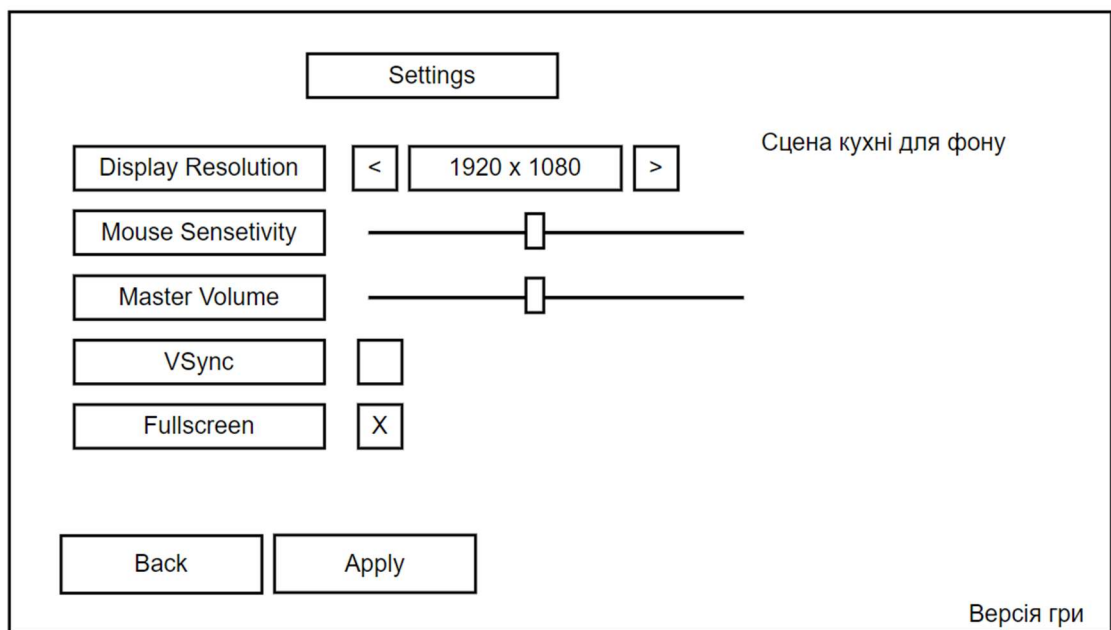 Settings
Сцена кухні для фону
Display Resolution < 1920 x 1080 >
Mouse Sensetivity
Master Volume
VSync
Fullscreen X
Back Apply
Версія гри